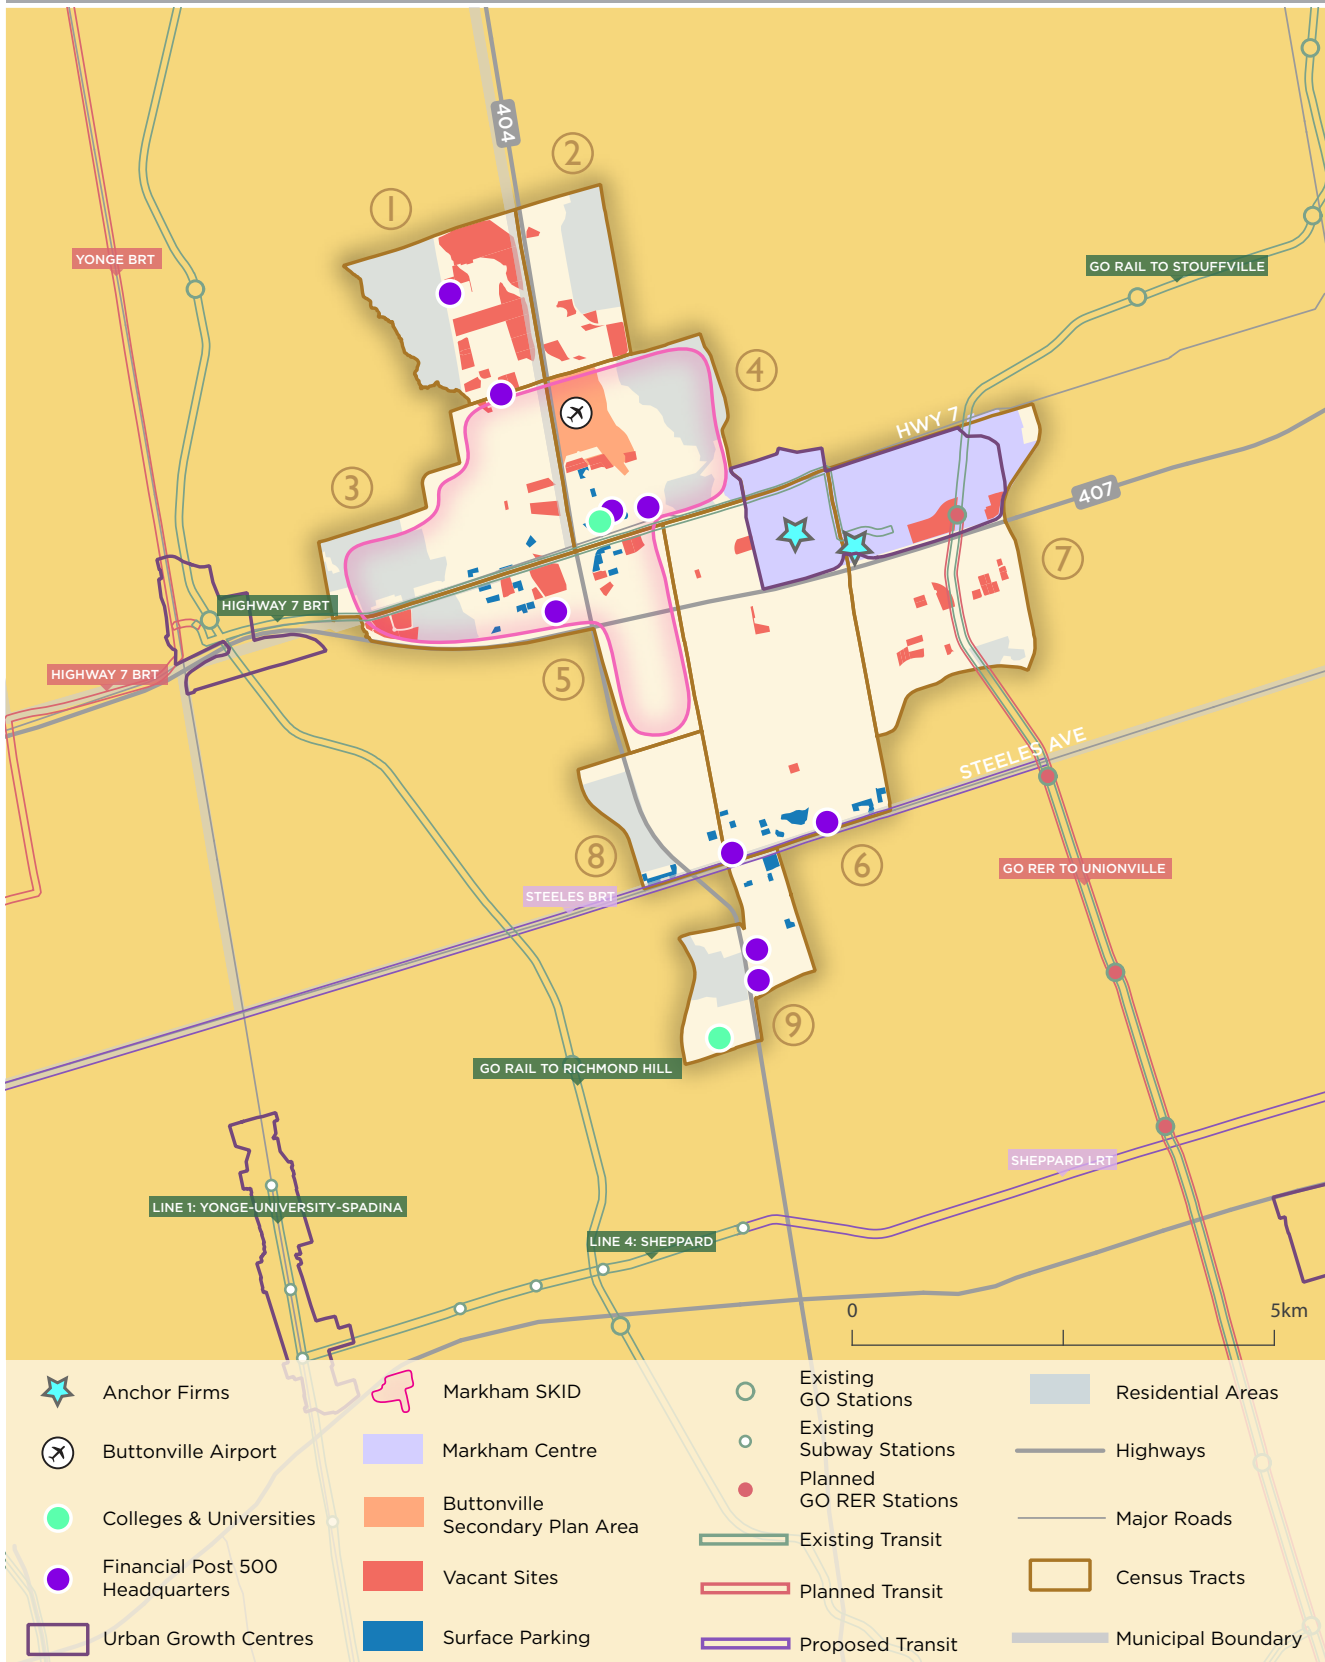 404
2
1
YONGE BRT
GO RAIL TO STOUFFVILLE
4
HWY 7
3
407
7
HIGHWAY 7 BRT
HIGHWAY 7 BRT
5
STEELES AVE
8
6
GO RER TO UNIONVILLE
STEELES BRT
9
GO RAIL TO RICHMOND HILL
SHEPPARD LRT
LINE 1: YONGE-UNIVERSITY-SPADINA
LINE 4: SHEPPARD
0
5km
Anchor Firms
Buttonville Airport
Colleges & Universities
Financial Post 500
Headquarters
Urban Growth Centres
Markham SKID
Markham Centre
Buttonville
Secondary Plan Area
Vacant Sites
Surface Parking
Existing
GO Stations
Existing
Subway Stations
Planned
GO RER Stations
Existing Transit
Planned Transit
Proposed Transit
Residential Areas
Highways
Major Roads
Census Tracts
Municipal Boundary